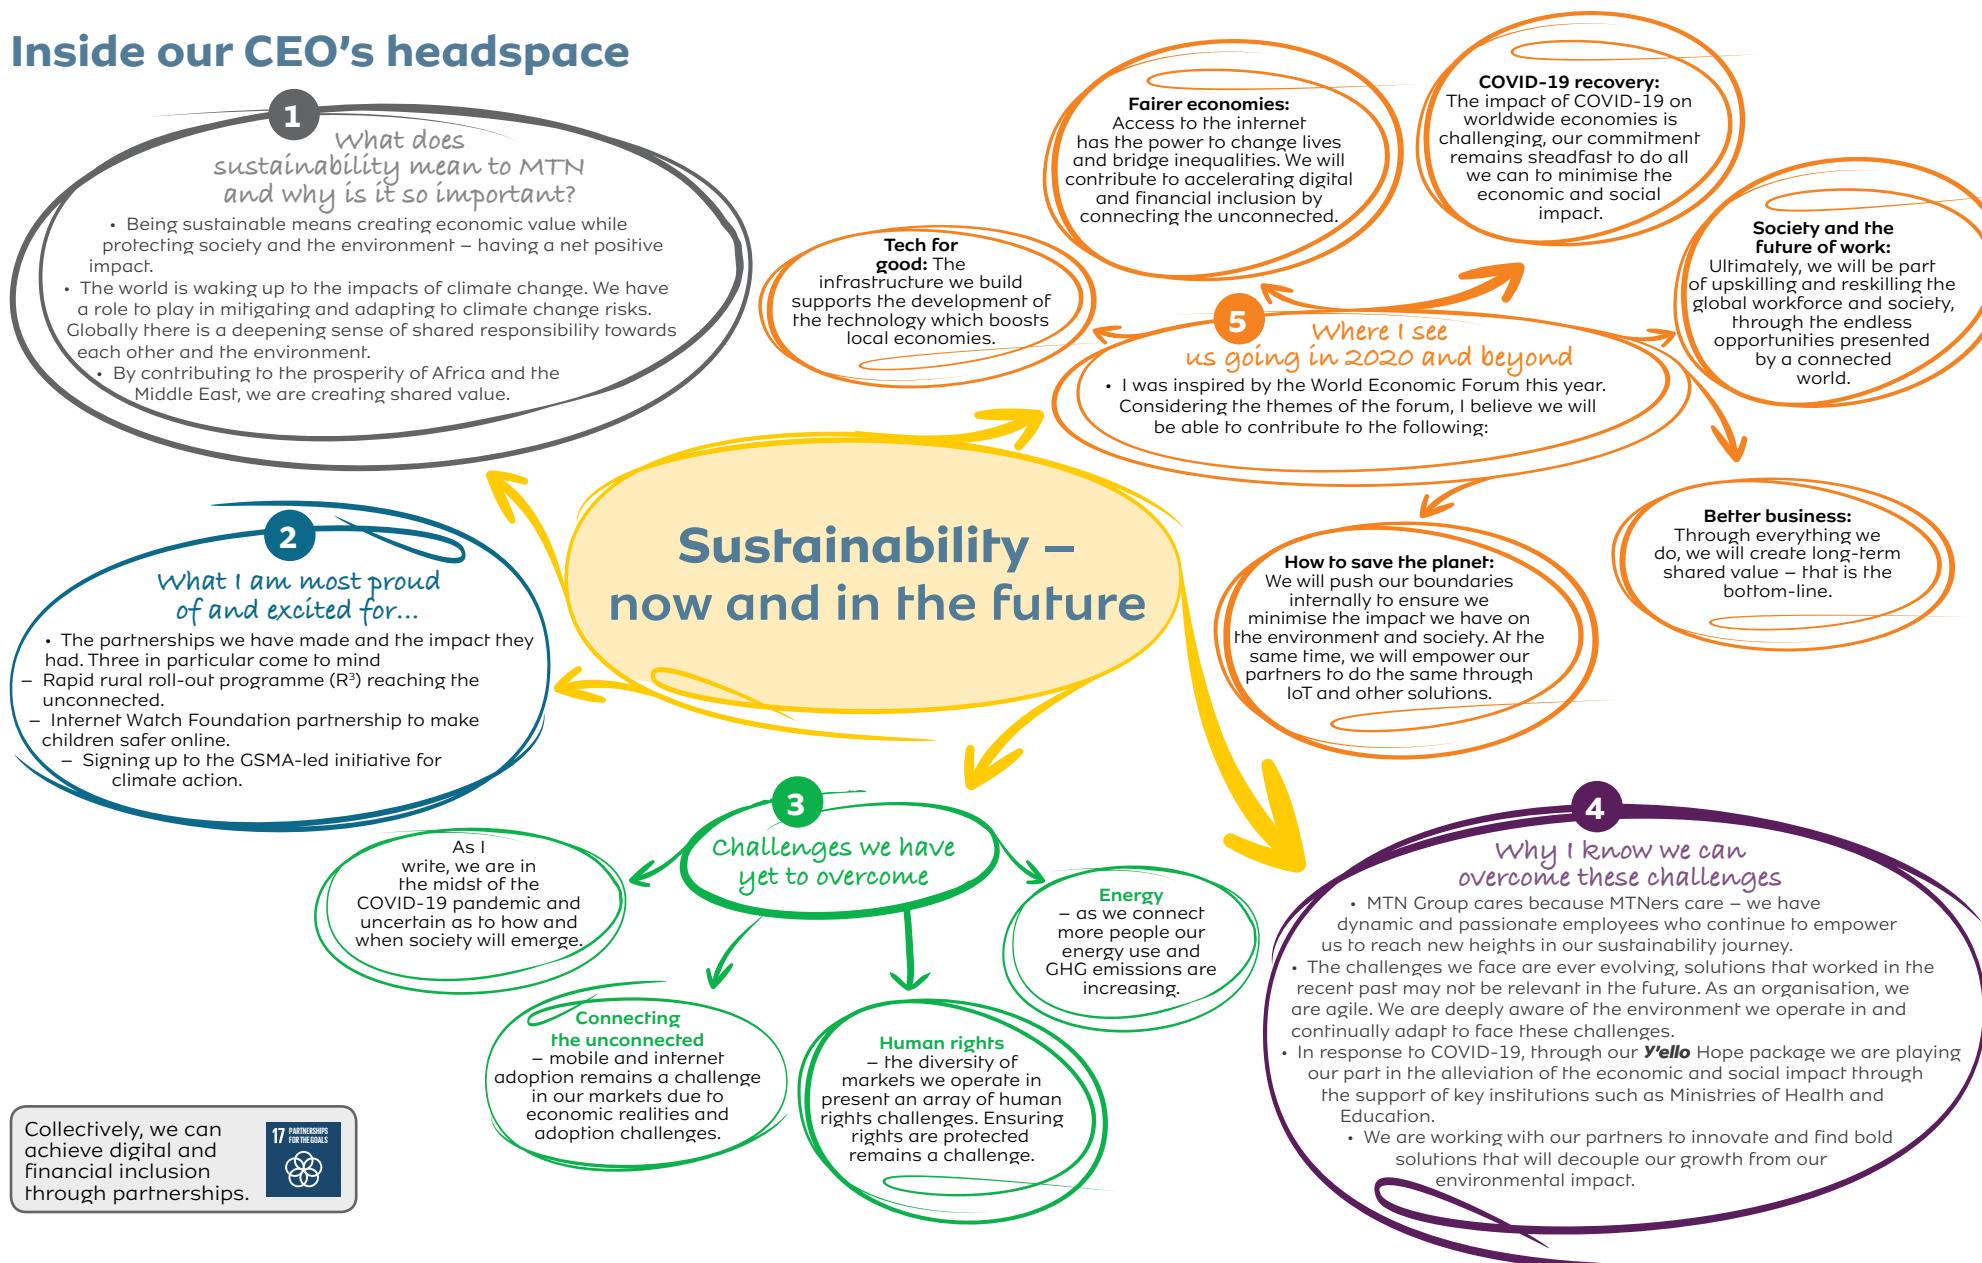 Inside our CEO's headspace
1
What does
sustainability mean to MTN
and why is it so important?
• Being sustainable means creating economic value while
protecting society and the environment – having a net positive
impact.
• The world is waking up to the impacts of climate change. We have
a role to play in mitigating and adapting to climate change risks.
Globally there is a deepening sense of shared responsibility towards
each other and the environment.
• By contributing to the prosperity of Africa and the
Middle East, we are creating shared value.
2
What I am most proud
of and excited for...
• The partnerships we have made and the impact they
had. Three in particular come to mind
– Rapid rural roll-out programme (R³) reaching the
unconnected.
– Internet Watch Foundation partnership to make
children safer online.
– Signing up to the GSMA-led initiative for
climate action.
Sustainability –
now and in the future
3
Challenges we have
yet to overcome
As I
write, we are in
the midst of the
COVID-19 pandemic and
uncertain as to how and
when society will emerge.
Connecting
the unconnected
– mobile and internet
adoption remains a challenge
in our markets due to
economic realities and
adoption challenges.
Human rights
– the diversity of
markets we operate in
present an array of human
rights challenges. Ensuring
rights are protected
remains a challenge.
Energy
– as we connect
more people our
energy use and
GHG emissions are
increasing.
4
Why I know we can
overcome these challenges
• MTN Group cares because MTNers care – we have
dynamic and passionate employees who continue to empower
us to reach new heights in our sustainability journey.
• The challenges we face are ever evolving, solutions that worked in the
recent past may not be relevant in the future. As an organisation, we
are agile. We are deeply aware of the environment we operate in and
continually adapt to face these challenges.
• In response to COVID-19, through our Y'ello Hope package we are playing
our part in the alleviation of the economic and social impact through
the support of key institutions such as Ministries of Health and
Education.
• We are working with our partners to innovate and find bold
solutions that will decouple our growth from our
environmental impact.
5
Where I see
us going in 2020 and beyond
• I was inspired by the World Economic Forum this year.
Considering the themes of the forum, I believe we will
be able to contribute to the following:
Tech for
good: The
infrastructure we build
supports the development of
the technology which boosts
local economies.
Fairer economies:
Access to the internet
has the power to change lives
and bridge inequalities. We will
contribute to accelerating digital
and financial inclusion by
connecting the unconnected.
COVID-19 recovery:
The impact of COVID-19 on
worldwide economies is
challenging, our commitment
remains steadfast to do all
we can to minimise the
economic and social
impact.
Society and the
future of work:
Ultimately, we will be part
of upskilling and reskilling the
global workforce and society,
through the endless
opportunities presented
by a connected
world.
Better business:
Through everything we
do, we will create long-term
shared value – that is the
bottom-line.
How to save the planet:
We will push our boundaries
internally to ensure we
minimise the impact we have on
the environment and society. At the
same time, we will empower our
partners to do the same through
IoT and other solutions.
Collectively, we can
achieve digital and
financial inclusion
through partnerships.
17 PARTNERSHIPS
FOR THE GOALS